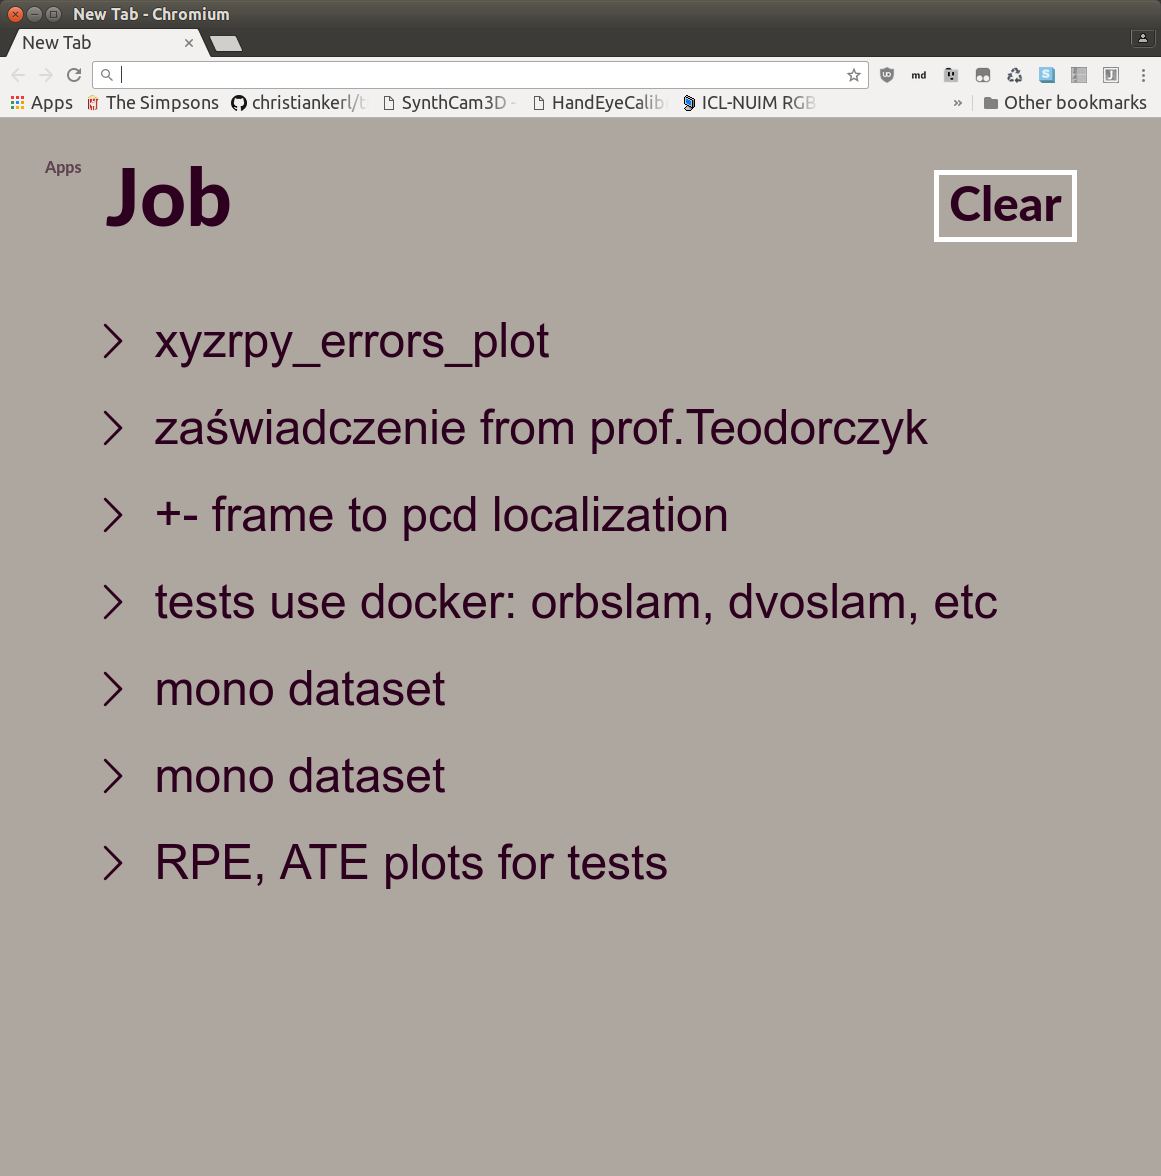 New Tab - Chromium
New Tab
md
Apps
The Simpsons
christiankerl/
SynthCam3D -
HandEyeCalib
ICL-NUIM RGB
» Other bookmarks
Apps
Job
Clear
xyzrpy_errors_plot
zaświadczenie from prof.Teodorczyk
+- frame to pcd localization
tests use docker: orbslam, dvoslam, etc
mono dataset
mono dataset
RPE, ATE plots for tests